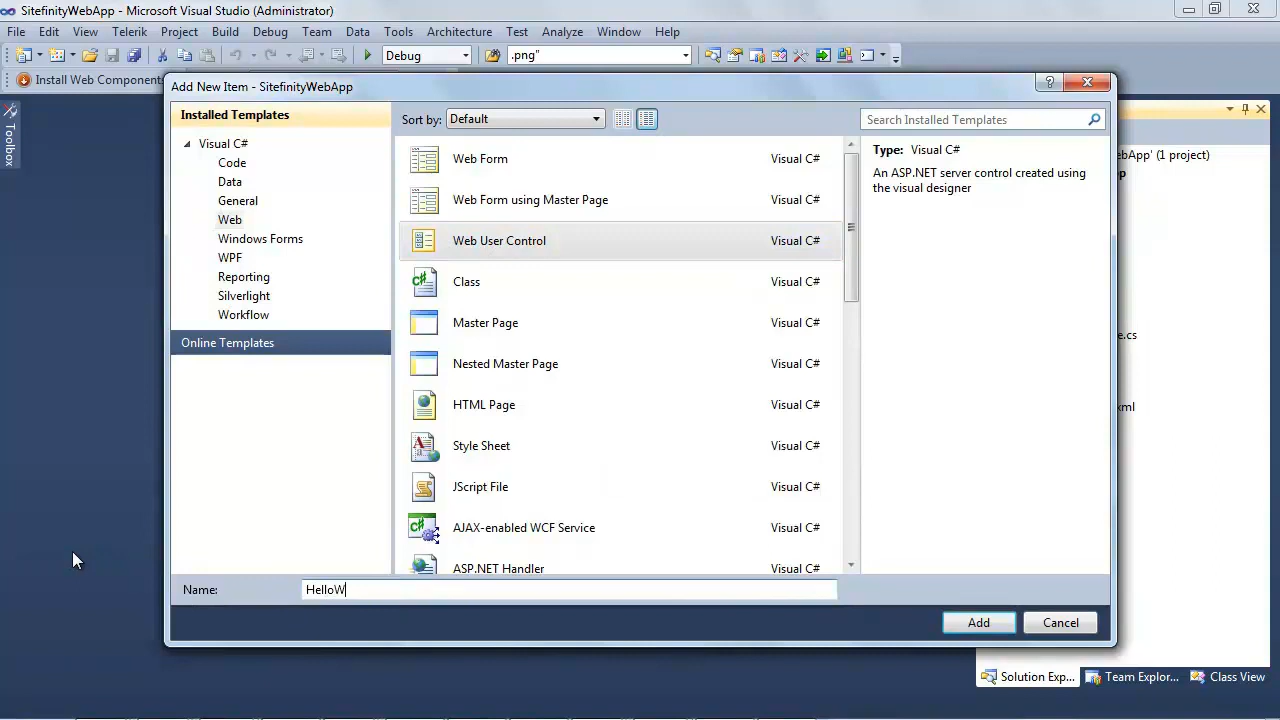 SitefinityWebApp - Microsoft Visual Studio (Administrator)
File Edit View Telerik Project Build Debug Team Data Tools Architecture Test Analyze Window Help
Debug .png"
Install Web Component
Toolbox
Add New Item - SitefinityWebApp
Installed Templates
Visual C#
Code
Data
General
Web
Windows Forms
WPF
Reporting
Silverlight
Workflow
Online Templates
Sort by: Default
Web Form Visual C#
Web Form using Master Page Visual C#
Web User Control Visual C#
Class Visual C#
Master Page Visual C#
Nested Master Page Visual C#
HTML Page Visual C#
Style Sheet Visual C#
JScript File Visual C#
AJAX-enabled WCF Service Visual C#
ASP.NET Handler Visual C#
Search Installed Templates
Type: Visual C#
An ASP.NET server control created using
the visual designer
Name: HelloW
Add Cancel
ebApp' (1 project)
p
e.cs
xml
Solution Exp... Team Explor... Class View